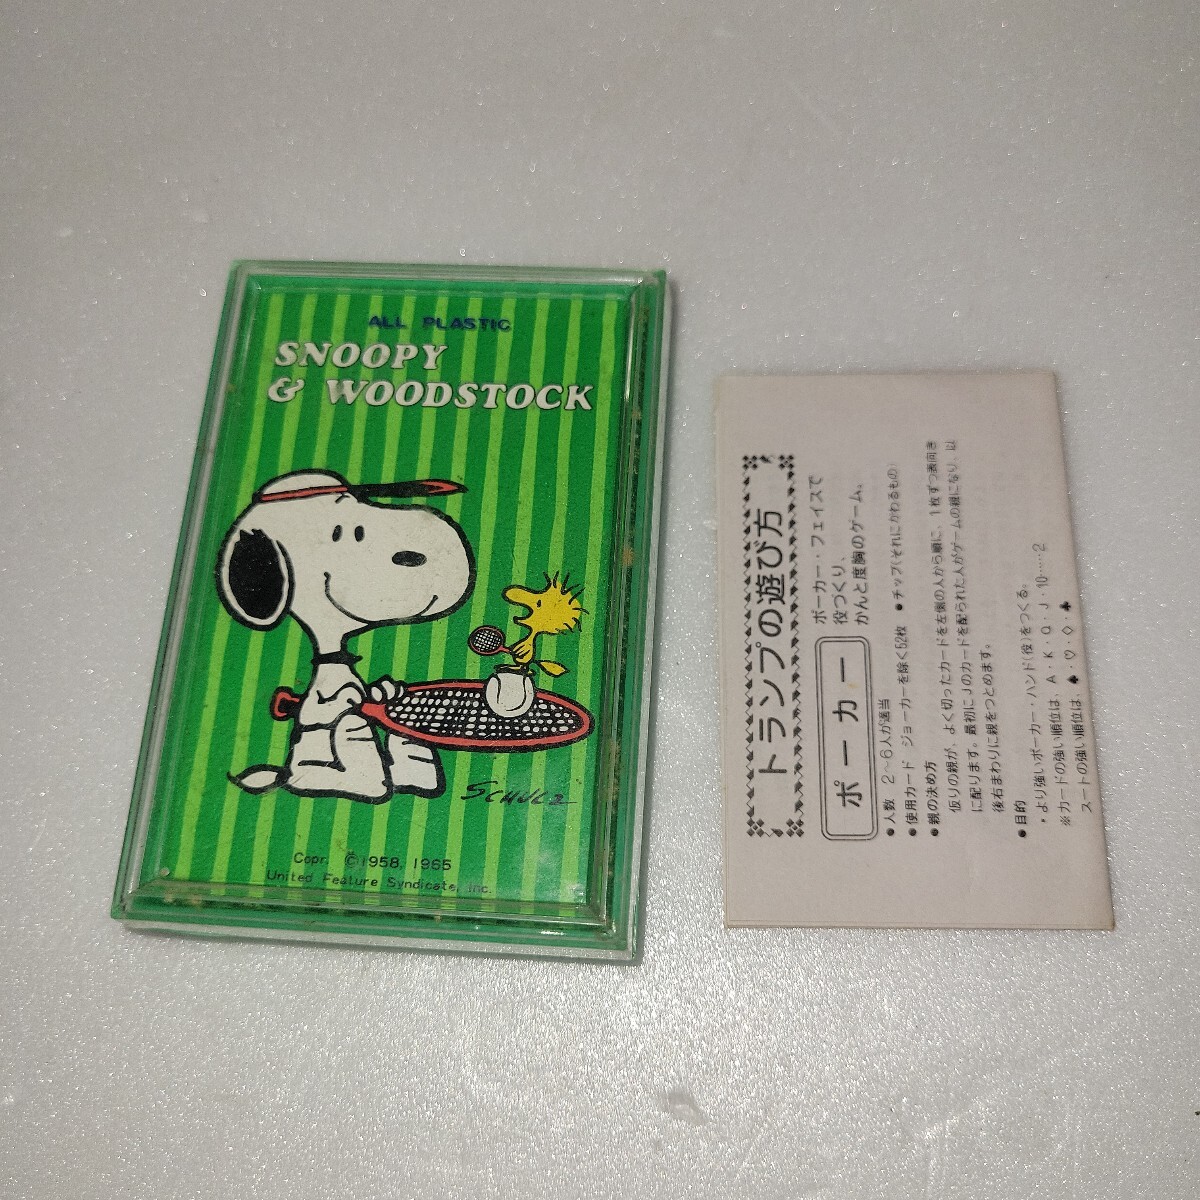 ALL PLASTIC
SNOOPY
& WOODSTOCK
SCHULZ
Copr. ©1958, 1965
United Feature Syndicate, Inc.
トランプの遊び方
ポーカー
ポーカー・フェイスで
役づくり、
かんと度胸のゲーム。
●人数 2~6人が適当
●使用カード ジョーカーを除く52枚 ●チップ(それにかわるもの)
●親の決め方
仮りの親が、よく切ったカードを左側の人から順に、1枚ずつ表向き
に配ります。最初にJのカードを配られた人がゲームの親になり、以
後右まわりに親をつとめます。
●目的
・より強いポーカー・ハンド(役)をつくる。
※カードの強い順位は、A・K・Q・J・10……2
スートの強い順位は、♠・♡・♢・♣